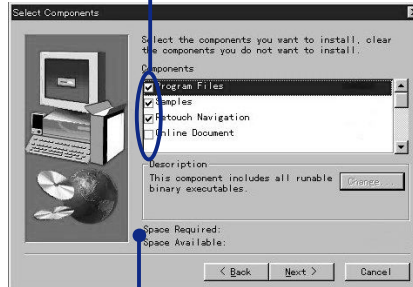 Select Components
Select the components you want to install, clear
the components you do not want to install.
Components
Program Files
Samples
Retouch Navigation
Online Document
Description
This component includes all runable
binary executables.
Change...
Space Required:
Space Available:
< Back
Next >
Cancel